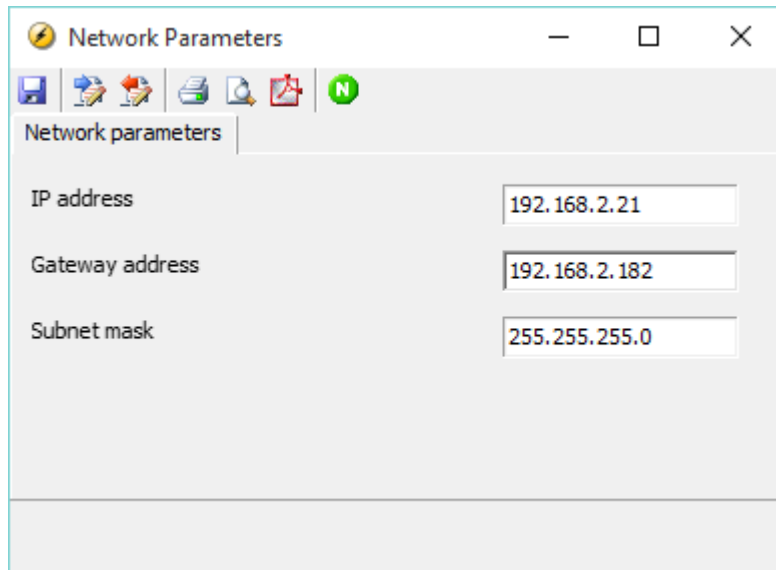 Network Parameters
N
Network parameters
IP address
192.168.2.21
Gateway address
192.168.2.182
Subnet mask
255.255.255.0